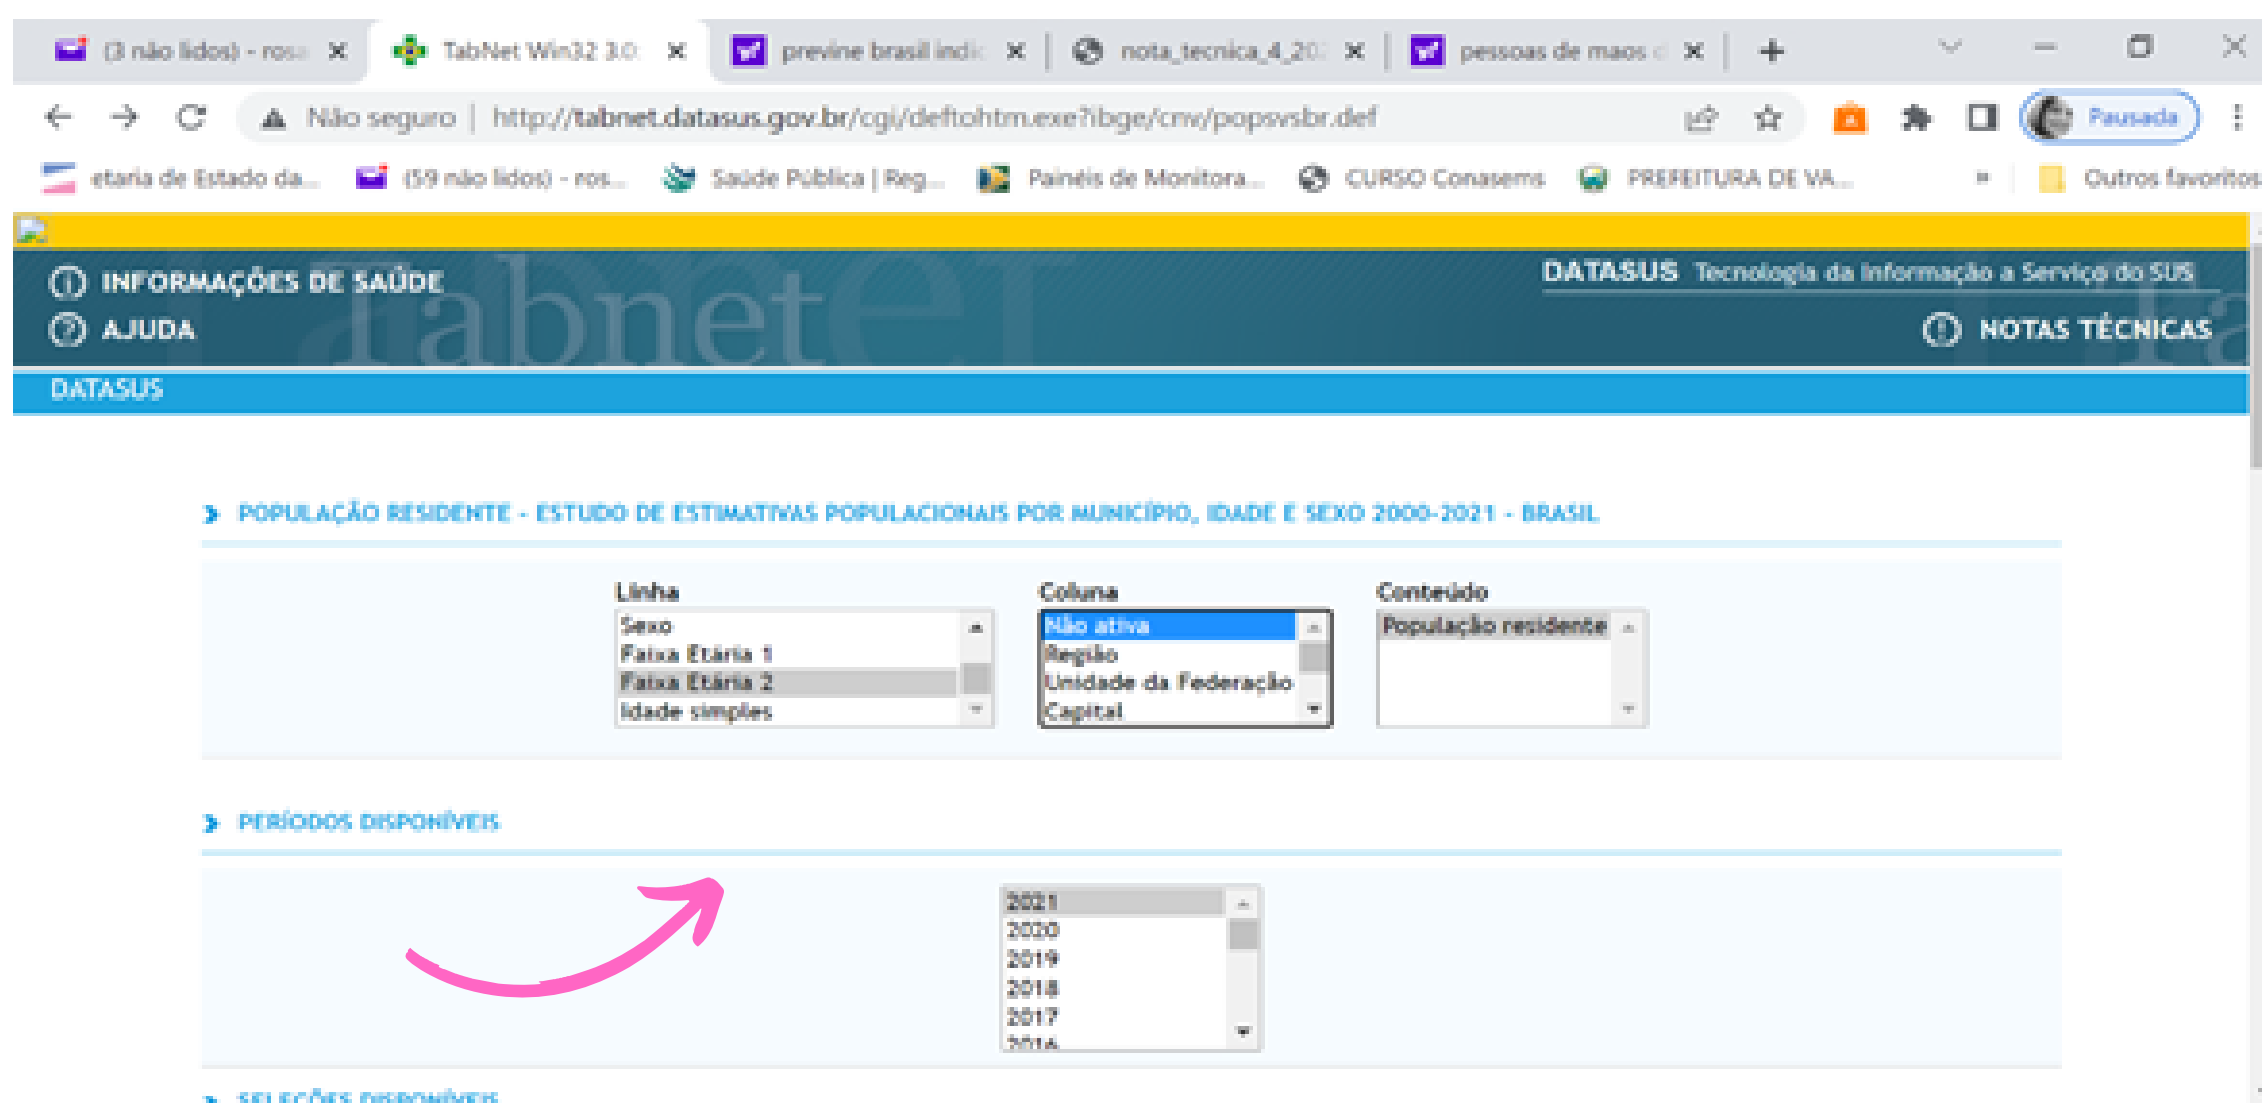 (3 não lidos) - rosa
TabNet Win32 3.0:
previne brasil indic
nota_tecnica_4_202
pessoas de maos c
Não seguro | http://tabnet.datasus.gov.br/cgi/deftohtm.exe?ibge/cnv/popsvsbr.def
Pausada
etaria de Estado da...
(59 não lidos) - ros...
Saúde Pública | Reg...
Painéis de Monitora...
CURSO Conasems
PREFEITURA DE VA...
»
Outros favoritos
INFORMAÇÕES DE SAÚDE
Tabnet
DATASUS Tecnologia da Informação a Serviço do SUS
AJUDA
NOTAS TÉCNICAS
DATASUS
POPULAÇÃO RESIDENTE - ESTUDO DE ESTIMATIVAS POPULACIONAIS POR MUNICÍPIO, IDADE E SEXO 2000-2021 - BRASIL
Linha
Sexo
Faixa Etária 1
Faixa Etária 2
Idade simples
Coluna
Não ativa
Região
Unidade da Federação
Capital
Conteúdo
População residente
PERÍODOS DISPONÍVEIS
2021
2020
2019
2018
2017
2016
SELEÇÕES DISPONÍVEIS